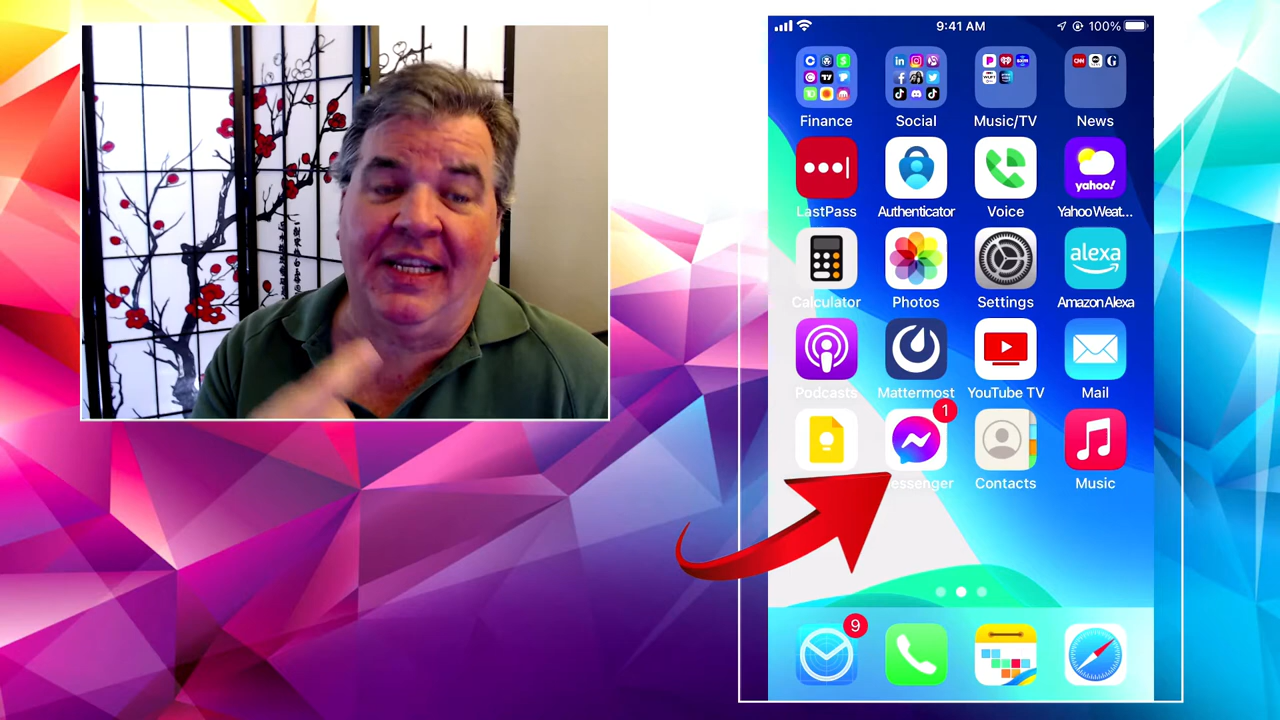 9:41 AM
100%
Finance
Social
Music/TV
News
LastPass
Authenticator
Voice
yahoo!
Yahoo Weat...
alexa
Calculator
Photos
Settings
Amazon Alexa
Podcasts
Mattermost
YouTube TV
Mail
1
essenger
Contacts
Music
9